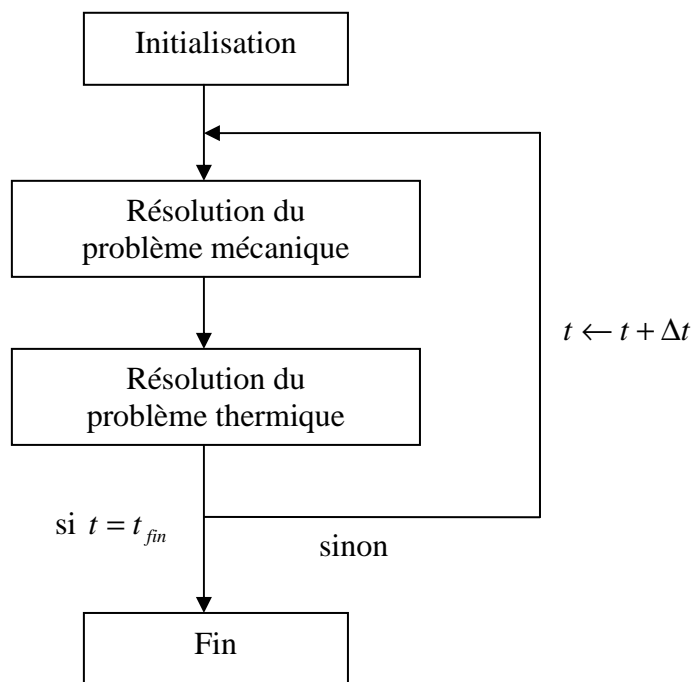 Initialisation
Résolution du
problème mécanique
t ← t + Δt
Résolution du
problème thermique
si t = t_fin
sinon
Fin